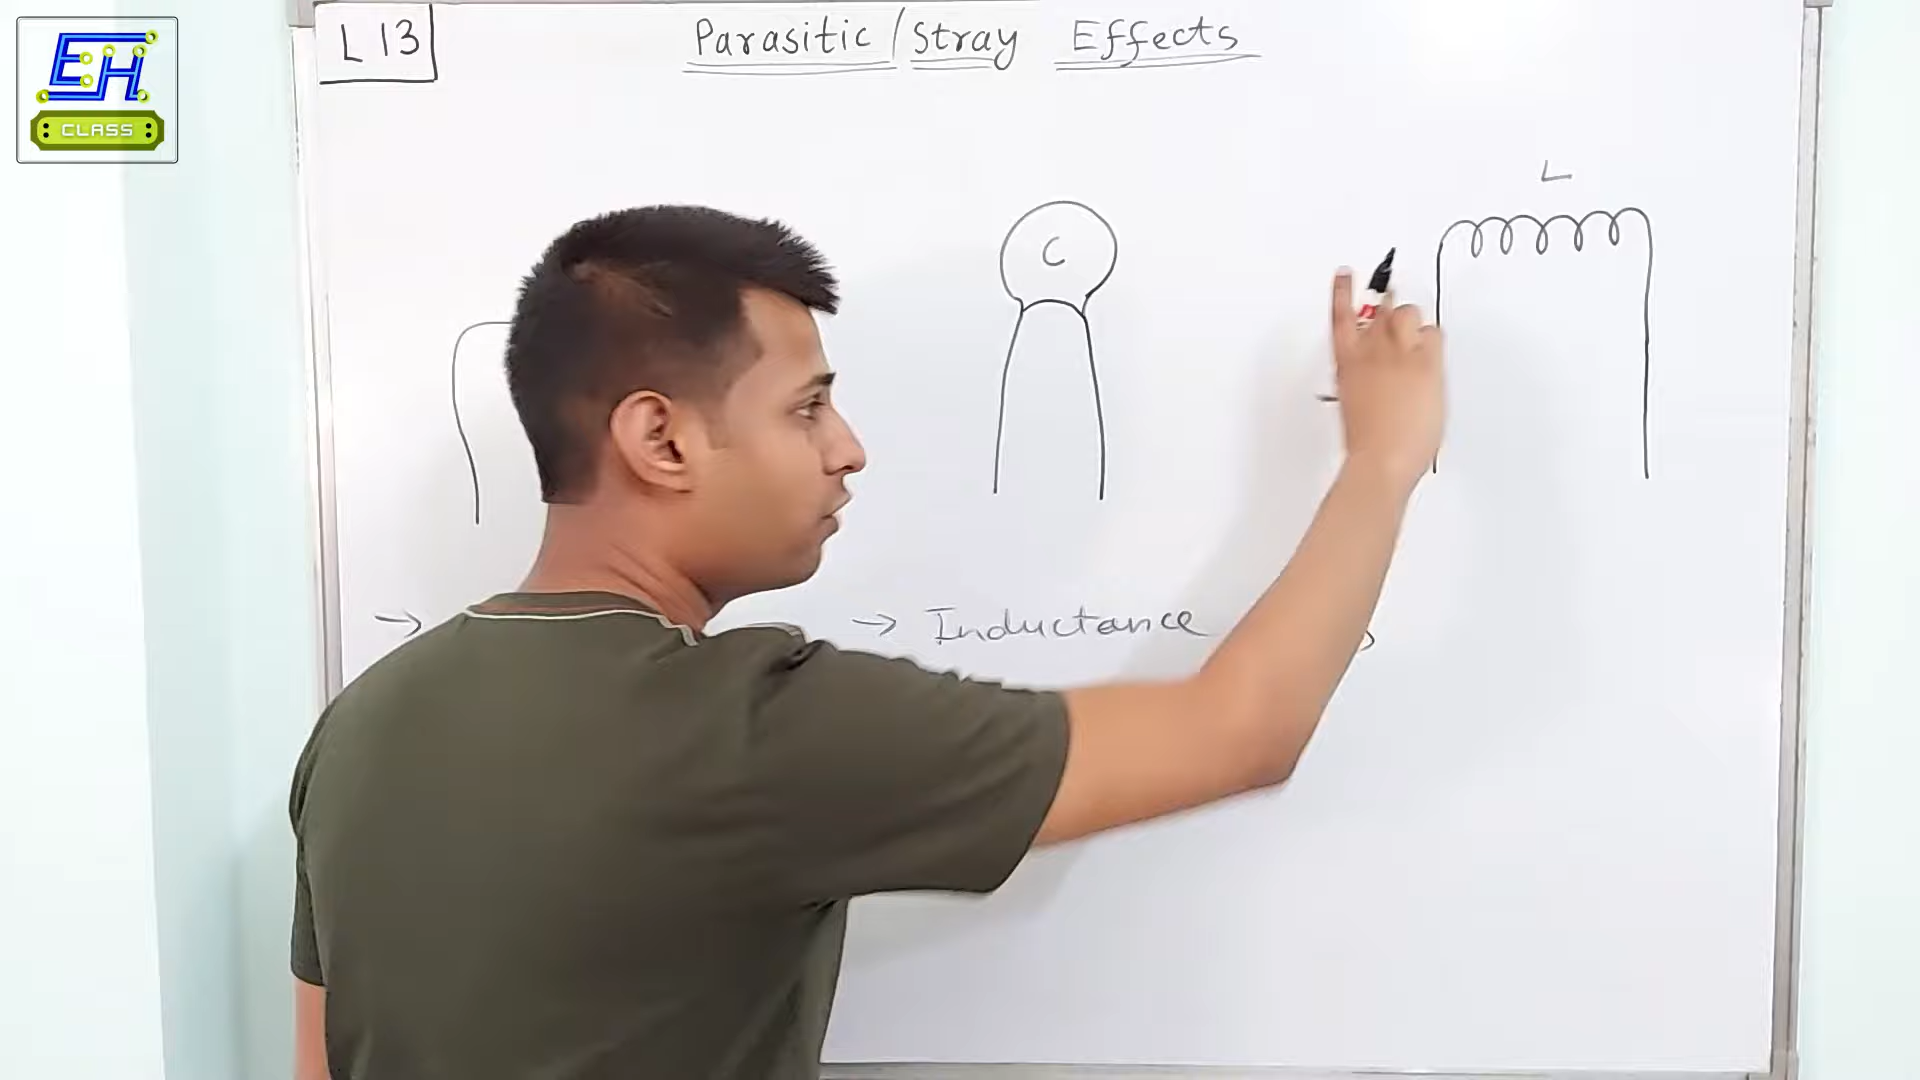 L13
Parasitic/Stray Effects
EH
CLASS
L
C
→
→ Inductance